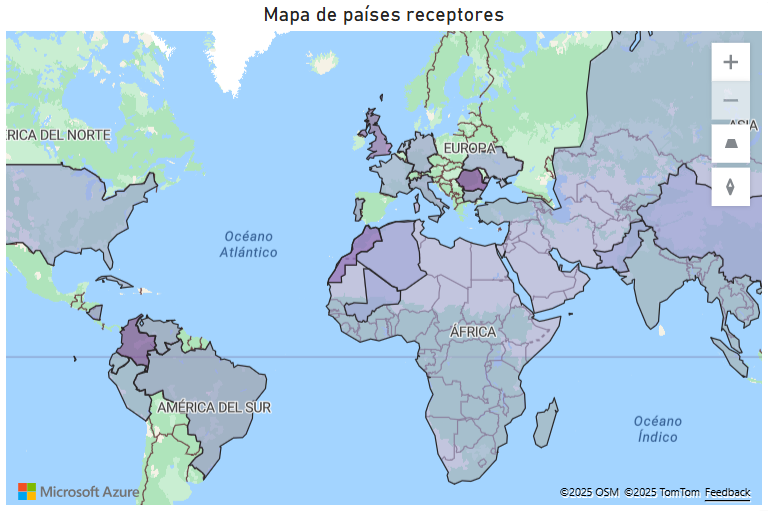 Mapa de países receptores
ERICA DEL NORTE
ASIA
EUROPA
Océano
Atlántico
ÁFRICA
AMÉRICA DEL SUR
Océano
Índico
Microsoft Azure
©2025 OSM ©2025 TomTom Feedback